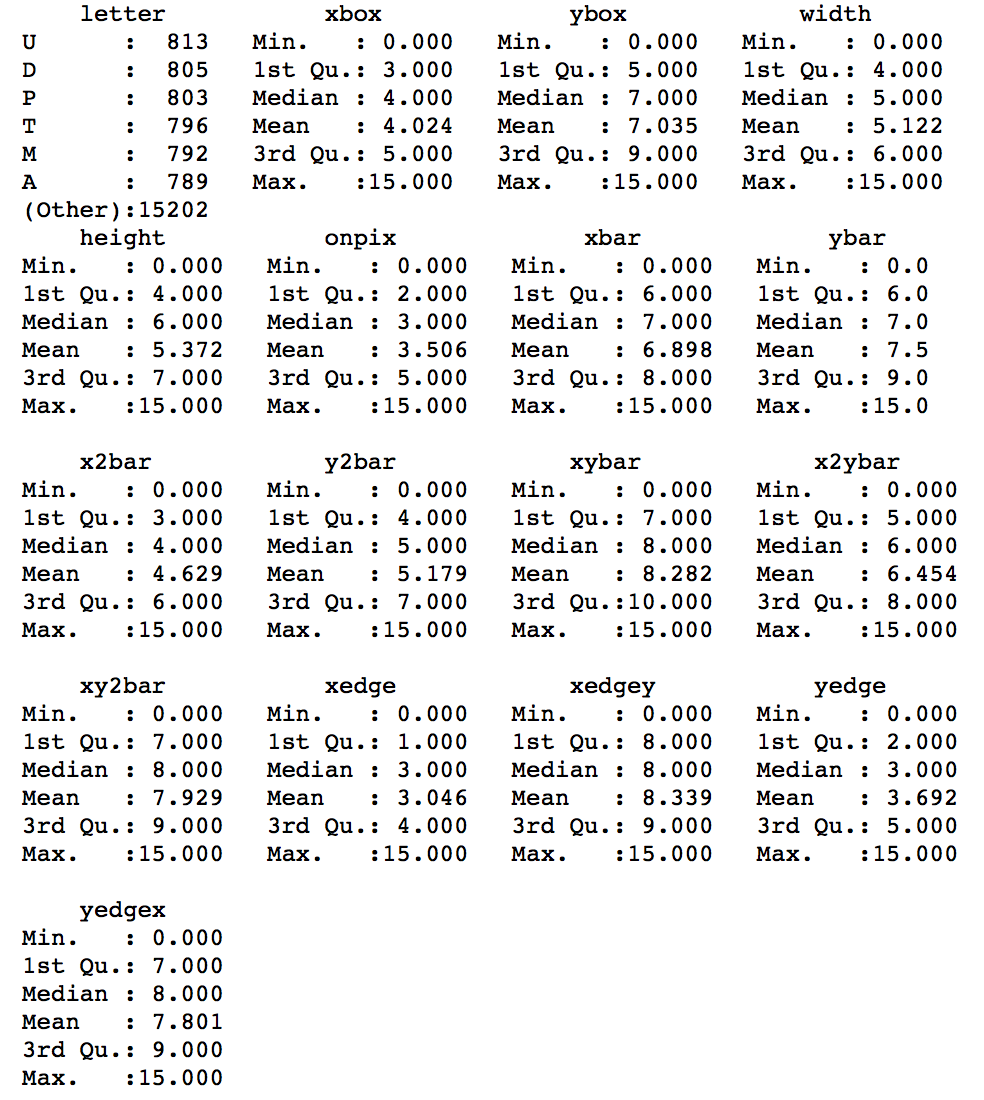 letter xbox ybox width
U : 813 Min. : 0.000 Min. : 0.000 Min. : 0.000
D : 805 1st Qu.: 3.000 1st Qu.: 5.000 1st Qu.: 4.000
P : 803 Median : 4.000 Median : 7.000 Median : 5.000
T : 796 Mean : 4.024 Mean : 7.035 Mean : 5.122
M : 792 3rd Qu.: 5.000 3rd Qu.: 9.000 3rd Qu.: 6.000
A : 789 Max. :15.000 Max. :15.000 Max. :15.000
(Other):15202
height onpix xbar ybar
Min. : 0.000 Min. : 0.000 Min. : 0.000 Min. : 0.0
1st Qu.: 4.000 1st Qu.: 2.000 1st Qu.: 6.000 1st Qu.: 6.0
Median : 6.000 Median : 3.000 Median : 7.000 Median : 7.0
Mean : 5.372 Mean : 3.506 Mean : 6.898 Mean : 7.5
3rd Qu.: 7.000 3rd Qu.: 5.000 3rd Qu.: 8.000 3rd Qu.: 9.0
Max. :15.000 Max. :15.000 Max. :15.000 Max. :15.0
x2bar y2bar xybar x2ybar
Min. : 0.000 Min. : 0.000 Min. : 0.000 Min. : 0.000
1st Qu.: 3.000 1st Qu.: 4.000 1st Qu.: 7.000 1st Qu.: 5.000
Median : 4.000 Median : 5.000 Median : 8.000 Median : 6.000
Mean : 4.629 Mean : 5.179 Mean : 8.282 Mean : 6.454
3rd Qu.: 6.000 3rd Qu.: 7.000 3rd Qu.:10.000 3rd Qu.: 8.000
Max. :15.000 Max. :15.000 Max. :15.000 Max. :15.000
xy2bar xedge xedgey yedge
Min. : 0.000 Min. : 0.000 Min. : 0.000 Min. : 0.000
1st Qu.: 7.000 1st Qu.: 1.000 1st Qu.: 8.000 1st Qu.: 2.000
Median : 8.000 Median : 3.000 Median : 8.000 Median : 3.000
Mean : 7.929 Mean : 3.046 Mean : 8.339 Mean : 3.692
3rd Qu.: 9.000 3rd Qu.: 4.000 3rd Qu.: 9.000 3rd Qu.: 5.000
Max. :15.000 Max. :15.000 Max. :15.000 Max. :15.000
yedgex
Min. : 0.000
1st Qu.: 7.000
Median : 8.000
Mean : 7.801
3rd Qu.: 9.000
Max. :15.000